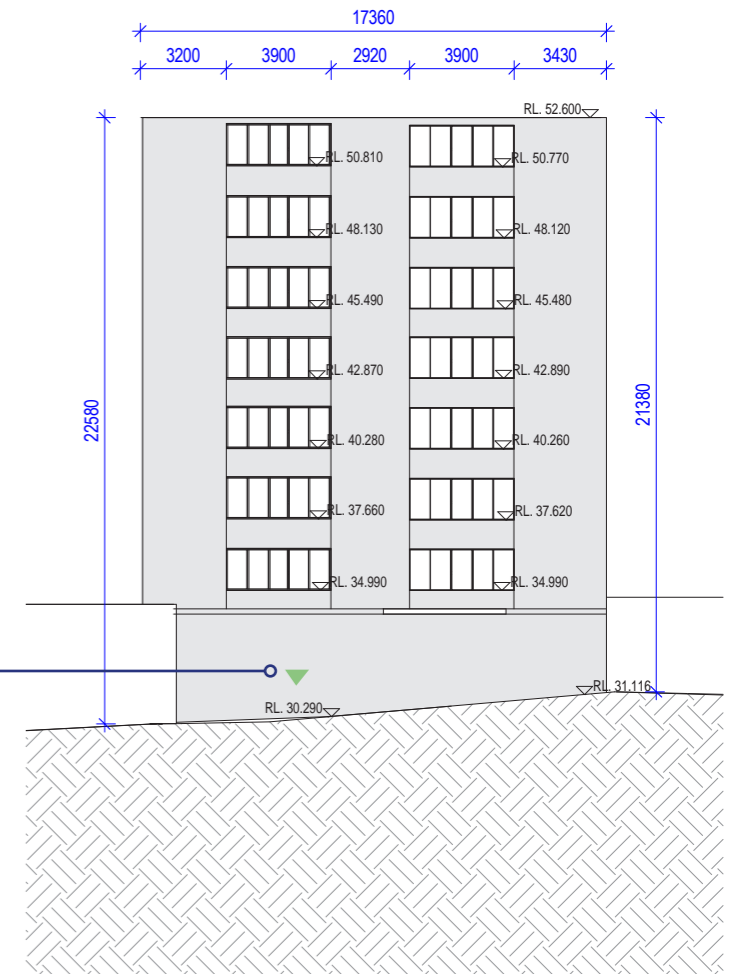 17360
3200 3900 2920 3900 3430
RL. 52.600
RL. 50.810 RL. 50.770
RL. 48.130 RL. 48.120
RL. 45.490 RL. 45.480
RL. 42.870 RL. 42.890
22580 21380
RL. 40.280 RL. 40.260
RL. 37.660 RL. 37.620
RL. 34.990 RL. 34.990
RL. 31.116
RL. 30.290